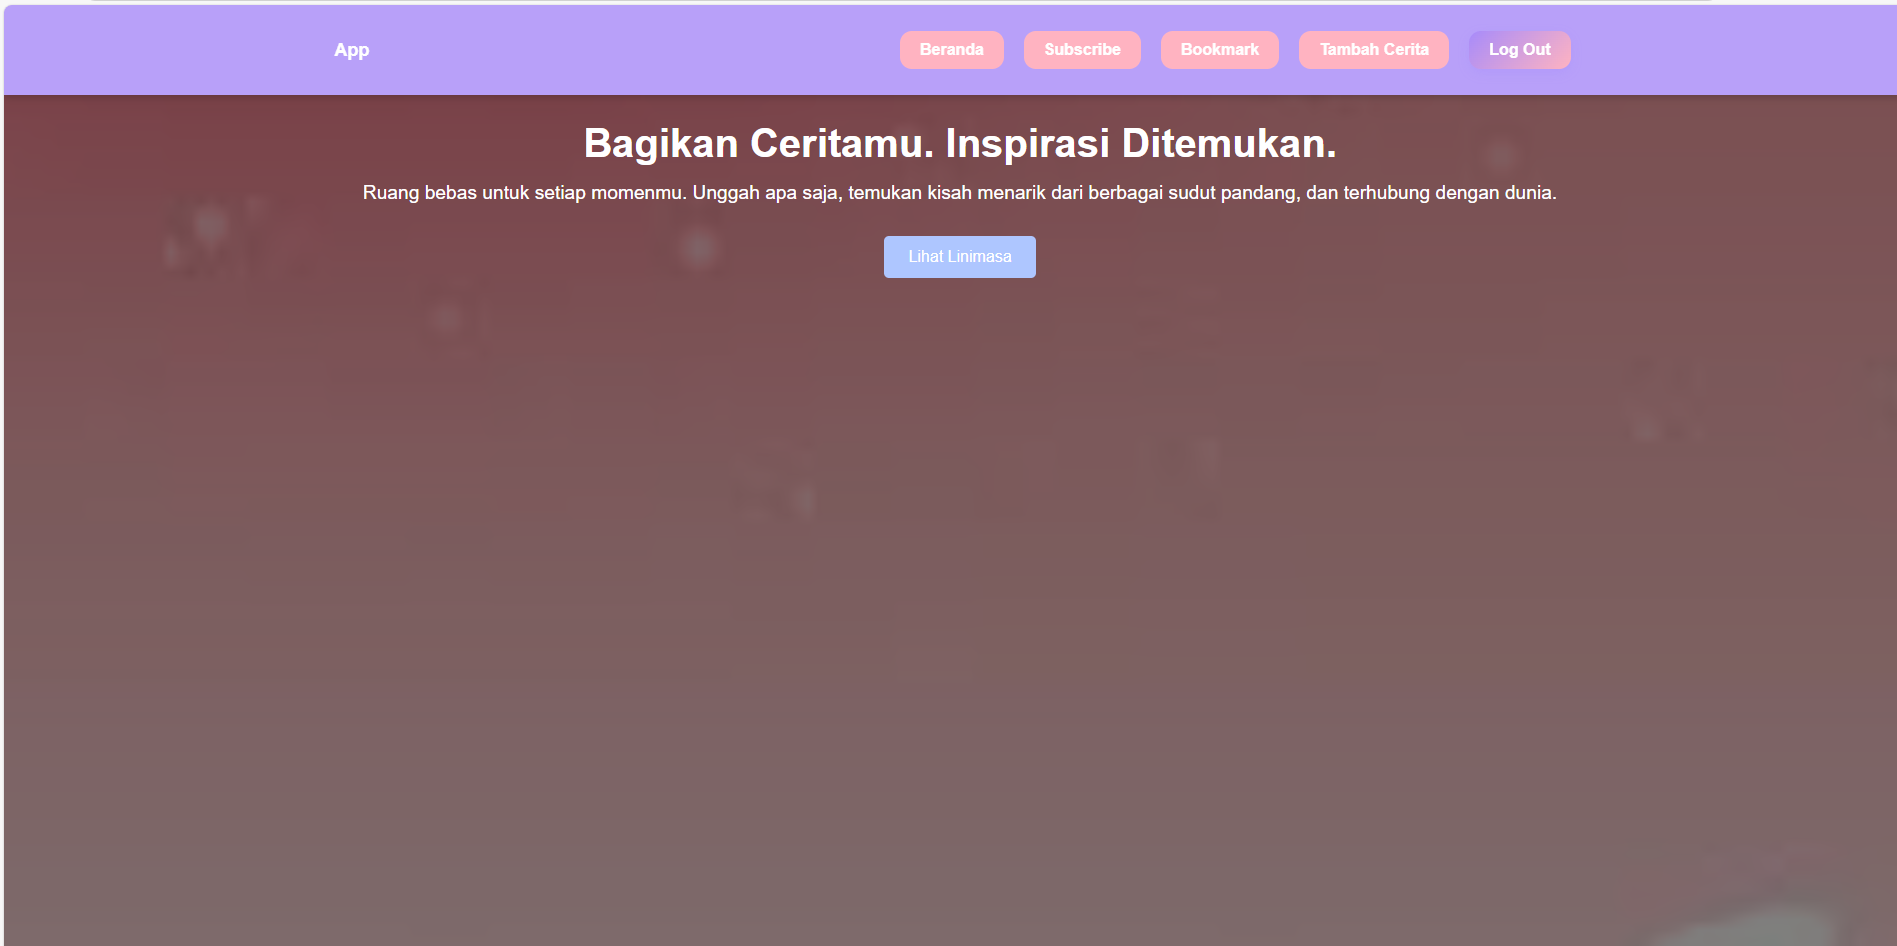 App
Beranda
Subscribe
Bookmark
Tambah Cerita
Log Out
Bagikan Ceritamu. Inspirasi Ditemukan.
Ruang bebas untuk setiap momenmu. Unggah apa saja, temukan kisah menarik dari berbagai sudut pandang, dan terhubung dengan dunia.
Lihat Linimasa